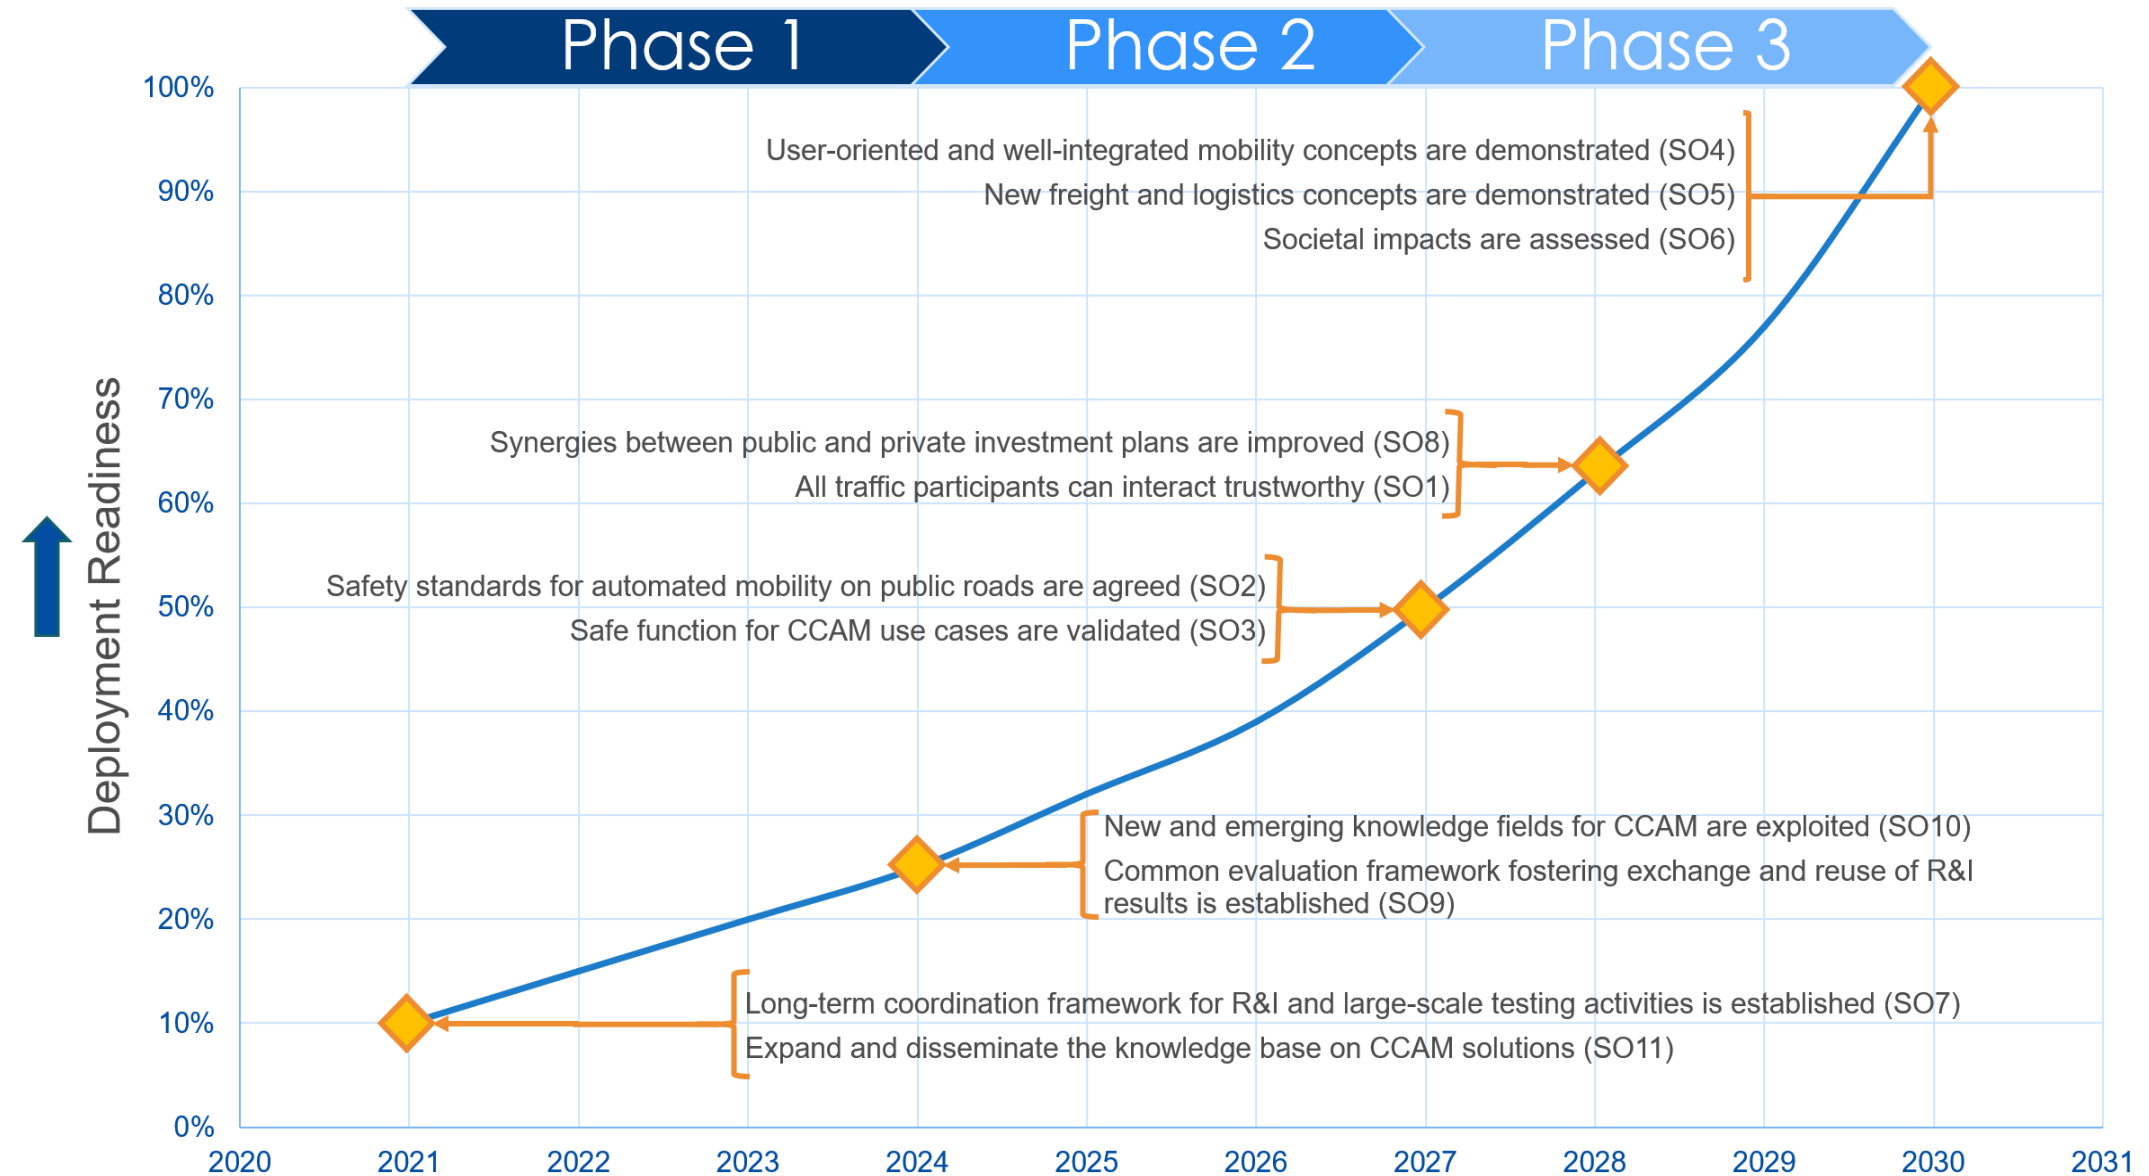 Phase 1
Phase 2
Phase 3
100%
90%
80%
70%
60%
50%
40%
30%
20%
10%
0%
Deployment Readiness
User-oriented and well-integrated mobility concepts are demonstrated (SO4)
New freight and logistics concepts are demonstrated (SO5)
Societal impacts are assessed (SO6)
Synergies between public and private investment plans are improved (SO8)
All traffic participants can interact trustworthy (SO1)
Safety standards for automated mobility on public roads are agreed (SO2)
Safe function for CCAM use cases are validated (SO3)
New and emerging knowledge fields for CCAM are exploited (SO10)
Common evaluation framework fostering exchange and reuse of R&I
results is established (SO9)
Long-term coordination framework for R&I and large-scale testing activities is established (SO7)
Expand and disseminate the knowledge base on CCAM solutions (SO11)
2020
2021
2022
2023
2024
2025
2026
2027
2028
2029
2030
2031